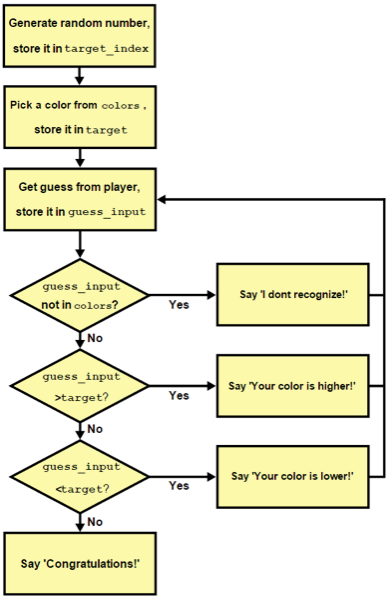 Generate random number,
store it in target_index
Pick a color from colors ,
store it in target
Get guess from player,
store it in guess_input
guess_input
not in colors?
Yes
Say 'I dont recognize!'
No
guess_input
>target?
Yes
Say 'Your color is higher!'
No
guess_input
<target?
Yes
Say 'Your color is lower!'
No
Say 'Congratulations!'